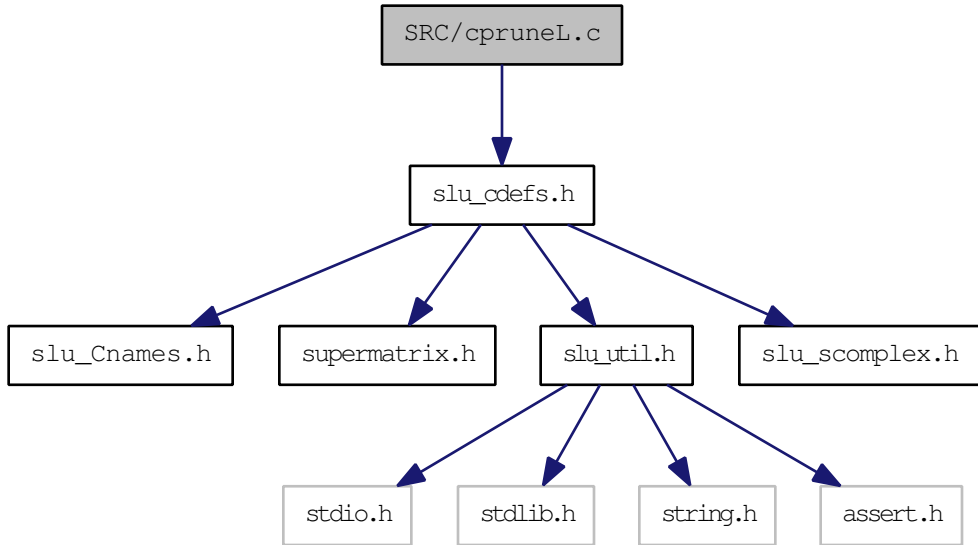 SRC/cpruneL.c
slu_cdefs.h
slu_Cnames.h
supermatrix.h
slu_util.h
slu_scomplex.h
stdio.h
stdlib.h
string.h
assert.h